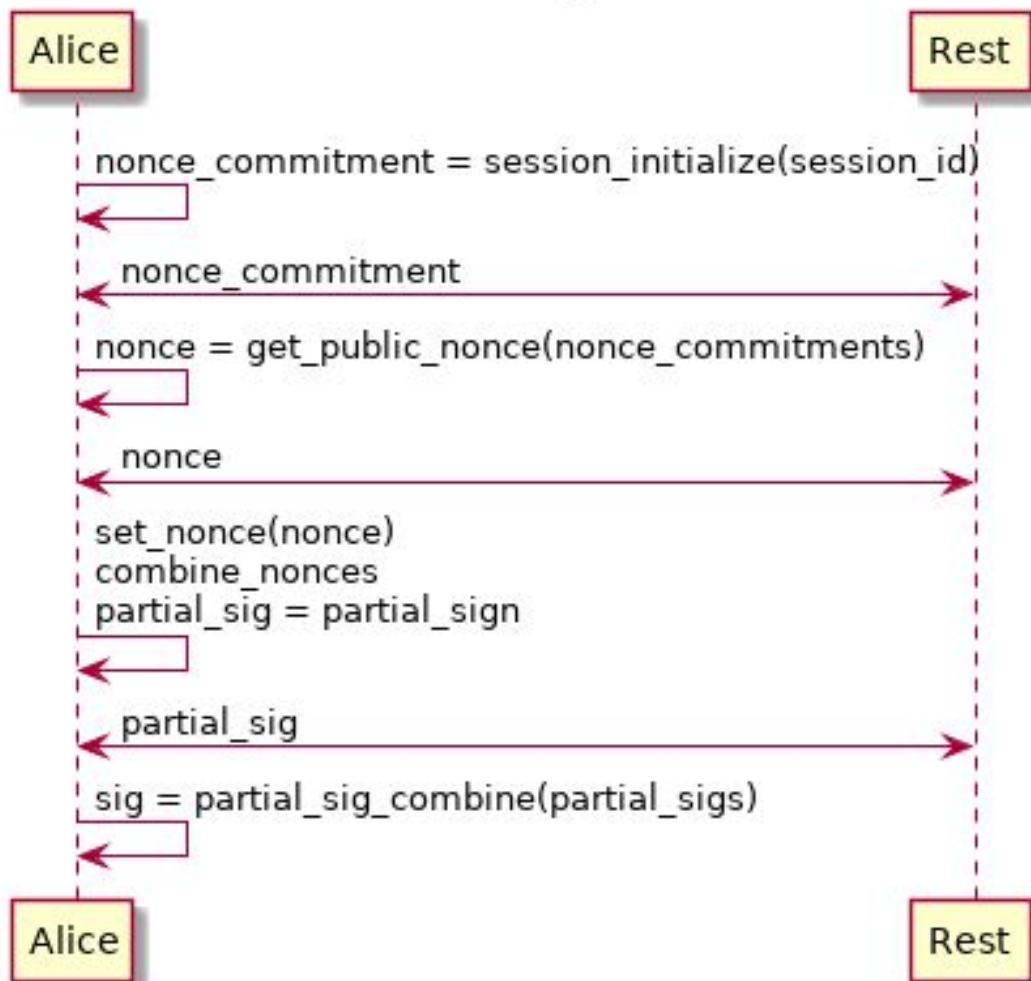 Alice Rest
nonce_commitment = session_initialize(session_id)
nonce_commitment
nonce = get_public_nonce(nonce_commitments)
nonce
set_nonce(nonce)
combine_nonces
partial_sig = partial_sign
partial_sig
sig = partial_sig_combine(partial_sigs)
Alice Rest